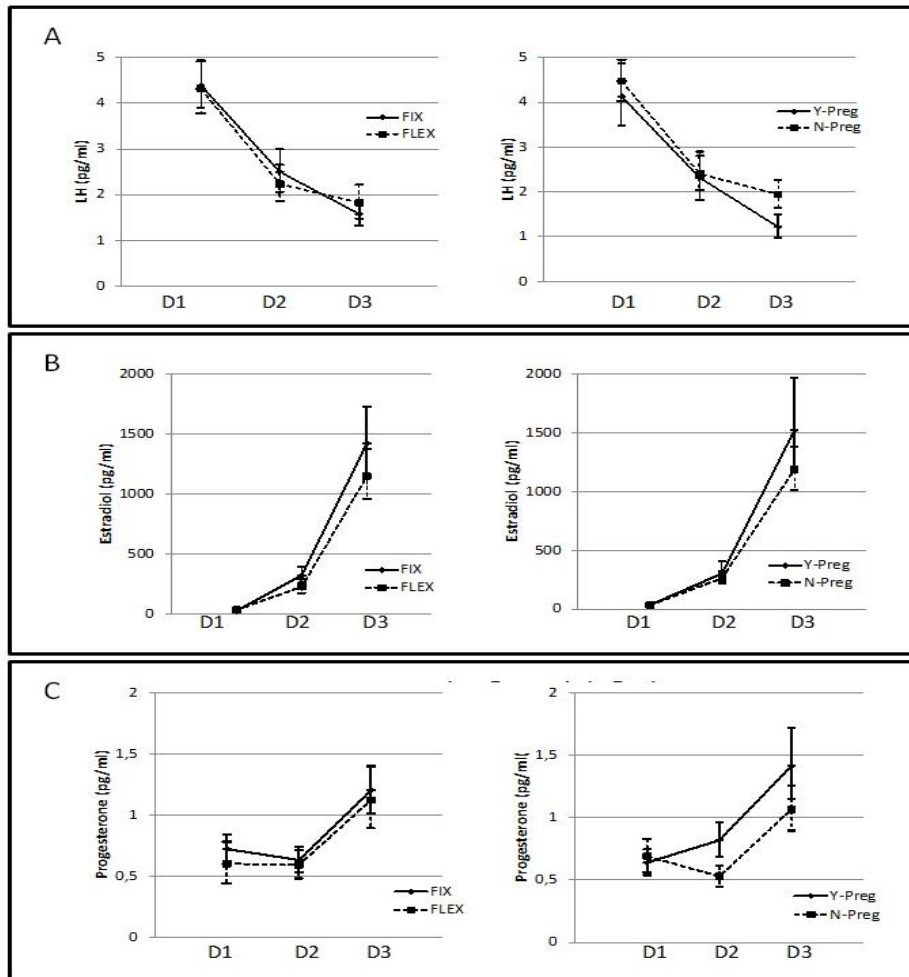 A
5
4
3
2
1
0
LH (pg/ml)
D1 D2 D3
FIX
FLEX
5
4
3
2
1
0
LH (pg/ml)
D1 D2 D3
Y-Preg
N-Preg
B
2000
1500
1000
500
0
Estradiol (pg/ml)
D1 D2 D3
FIX
FLEX
2000
1500
1000
500
0
Estradiol (pg/ml)
D1 D2 D3
Y-Preg
N-Preg
C
2
1,5
1
0,5
0
Progesterone (pg/ml)
D1 D2 D3
FIX
FLEX
2
1,5
1
0,5
0
Progesterone (pg/ml(
D1 D2 D3
Y-Preg
N-Preg